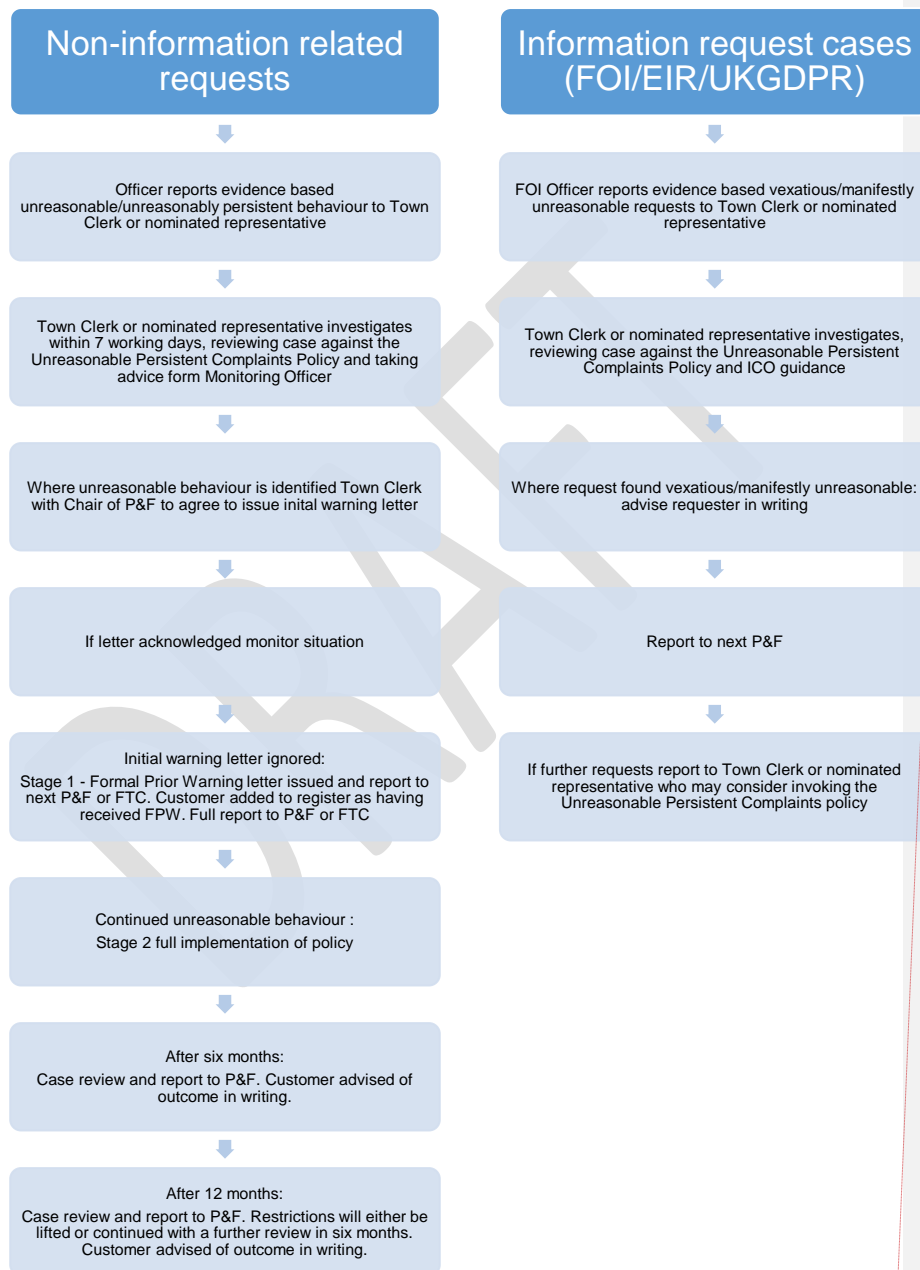 Non-information related
requests
Officer reports evidence based
unreasonable/unreasonably persistent behaviour to Town
Clerk or nominated representative
Town Clerk or nominated representative investigates
within 7 working days, reviewing case against the
Unreasonable Persistent Complaints Policy and taking
advice form Monitoring Officer
Where unreasonable behaviour is identified Town Clerk
with Chair of P&F to agree to issue inital warning letter
If letter acknowledged monitor situation
Initial warning letter ignored:
Stage 1 - Formal Prior Warning letter issued and report to
next P&F or FTC. Customer added to register as having
received FPW. Full report to P&F or FTC
Continued unreasonable behaviour :
Stage 2 full implementation of policy
After six months:
Case review and report to P&F. Customer advised of
outcome in writing.
After 12 months:
Case review and report to P&F. Restrictions will either be
lifted or continued with a further review in six months.
Customer advised of outcome in writing.
Information request cases
(FOI/EIR/UKGDPR)
FOI Officer reports evidence based vexatious/manifestly
unreasonable requests to Town Clerk or nominated
representative
Town Clerk or nominated representative investigates,
reviewing case against the Unreasonable Persistent
Complaints Policy and ICO guidance
Where request found vexatious/manifestly unreasonable:
advise requester in writing
Report to next P&F
If further requests report to Town Clerk or nominated
representative who may consider invoking the
Unreasonable Persistent Complaints policy
DRAFT